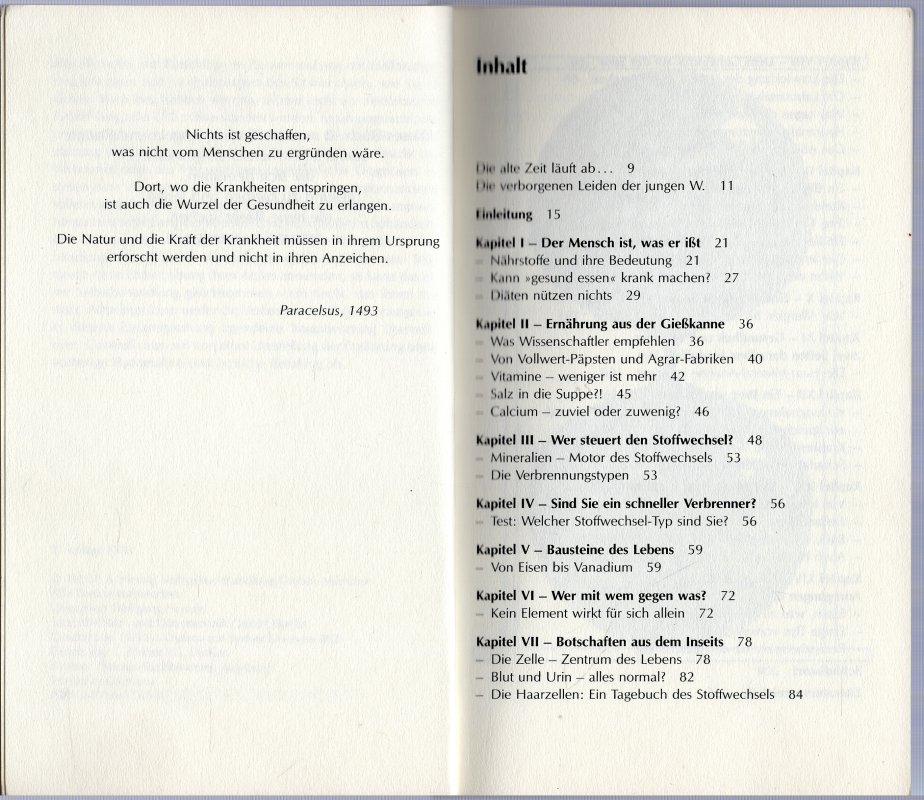 Nichts ist geschaffen,
was nicht vom Menschen zu ergründen wäre.
Dort, wo die Krankheiten entspringen,
ist auch die Wurzel der Gesundheit zu erlangen.
Die Natur und die Kraft der Krankheit müssen in ihrem Ursprung
erforscht werden und nicht in ihren Anzeichen.
Paracelsus, 1493
Inhalt
Die alte Zeit läuft ab… 9
Die verborgenen Leiden der jungen W. 11
Einleitung 15
Kapitel I – Der Mensch ist, was er ißt 21
– Nährstoffe und ihre Bedeutung 21
– Kann »gesund essen« krank machen? 27
– Diäten nützen nichts 29
Kapitel II – Ernährung aus der Gießkanne 36
– Was Wissenschaftler empfehlen 36
– Von Vollwert-Päpsten und Agrar-Fabriken 40
– Vitamine – weniger ist mehr 42
– Salz in die Suppe?! 45
– Calcium – zuviel oder zuwenig? 46
Kapitel III – Wer steuert den Stoffwechsel? 48
– Mineralien – Motor des Stoffwechsels 53
– Die Verbrennungstypen 53
Kapitel IV – Sind Sie ein schneller Verbrenner? 56
– Test: Welcher Stoffwechsel-Typ sind Sie? 56
Kapitel V – Bausteine des Lebens 59
– Von Eisen bis Vanadium 59
Kapitel VI – Wer mit wem gegen was? 72
– Kein Element wirkt für sich allein 72
Kapitel VII – Botschaften aus dem Inseits 78
– Die Zelle – Zentrum des Lebens 78
– Blut und Urin – alles normal? 82
– Die Haarzellen: Ein Tagebuch des Stoffwechsels 84